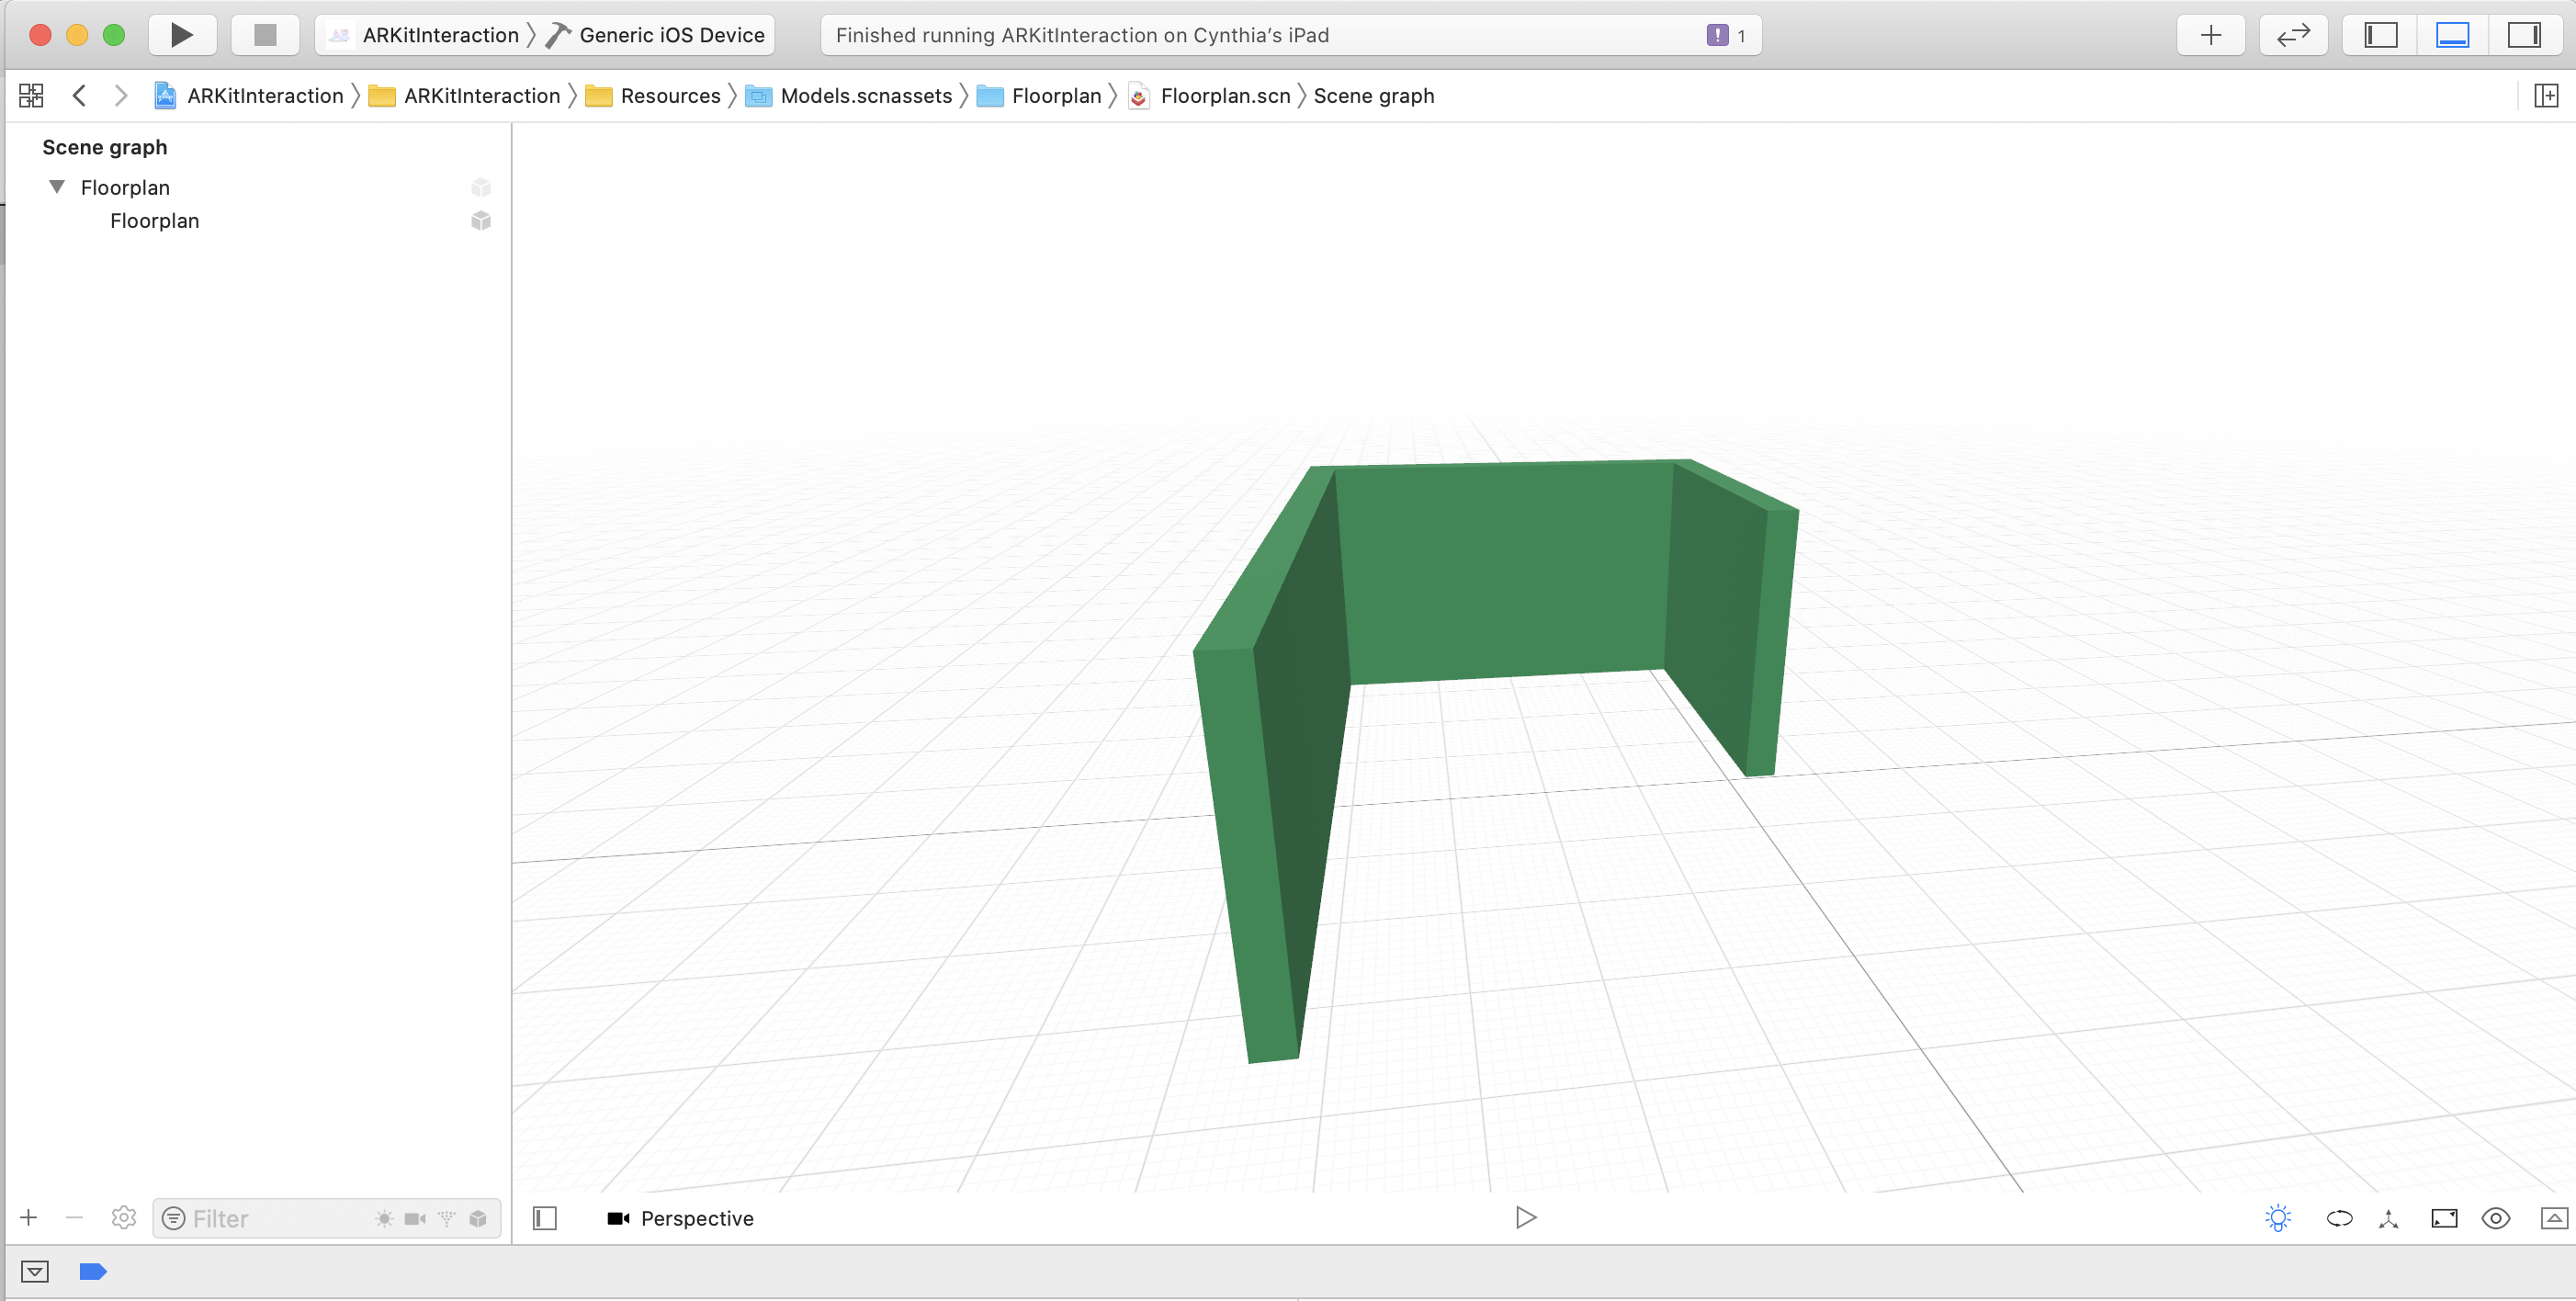 ARKitInteraction Generic iOS Device
Finished running ARKitInteraction on Cynthia’s iPad
1
ARKitInteraction ARKitInteraction Resources Models.scnassets Floorplan Floorplan.scn Scene graph
Scene graph
Floorplan
Floorplan
Filter
Perspective